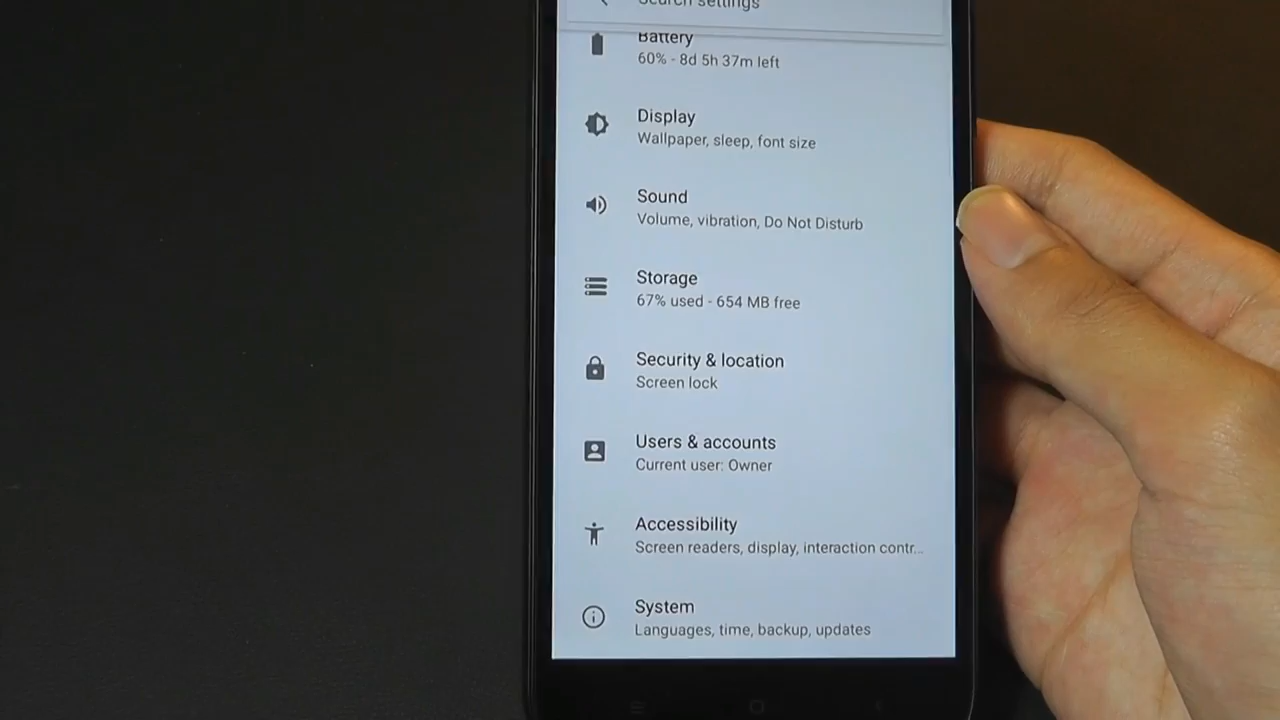 Search settings
Battery
60% - 8d 5h 37m left
Display
Wallpaper, sleep, font size
Sound
Volume, vibration, Do Not Disturb
Storage
67% used - 654 MB free
Security & location
Screen lock
Users & accounts
Current user: Owner
Accessibility
Screen readers, display, interaction contr...
System
Languages, time, backup, updates